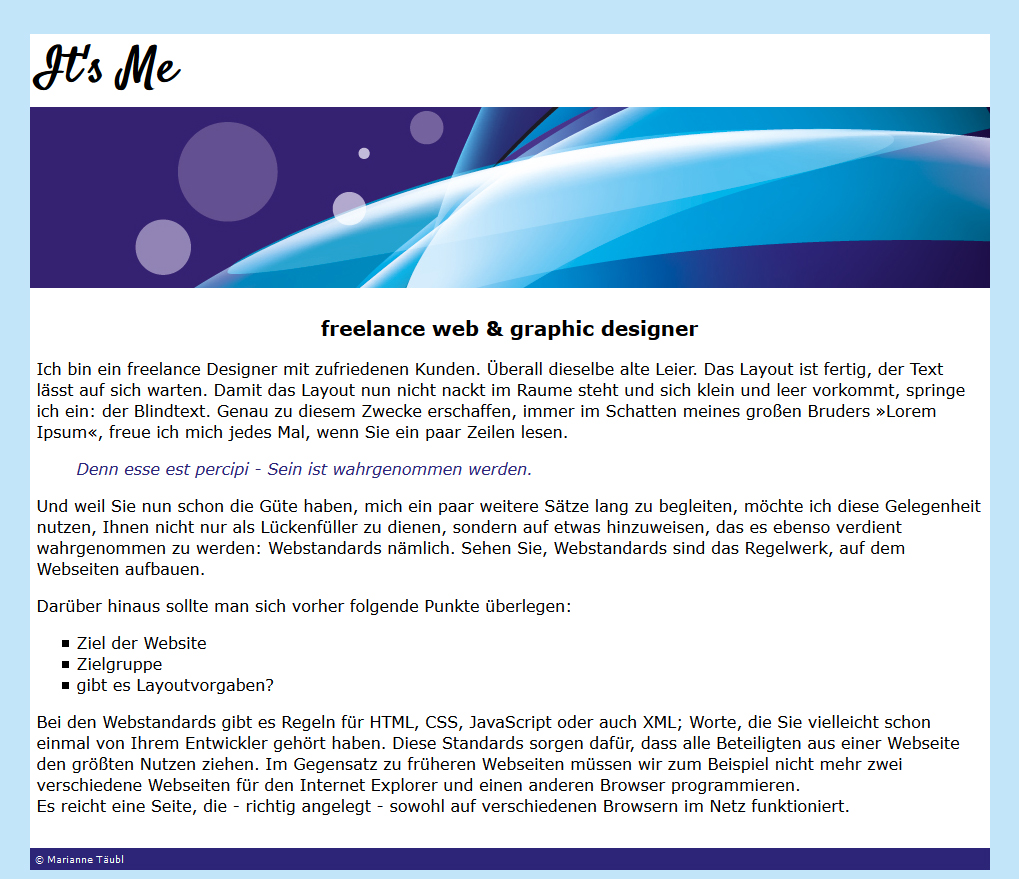 It's Me
freelance web & graphic designer
Ich bin ein freelance Designer mit zufriedenen Kunden. Überall dieselbe alte Leier. Das Layout ist fertig, der Text
lässt auf sich warten. Damit das Layout nun nicht nackt im Raume steht und sich klein und leer vorkommt, springe
ich ein: der Blindtext. Genau zu diesem Zwecke erschaffen, immer im Schatten meines großen Bruders »Lorem
Ipsum«, freue ich mich jedes Mal, wenn Sie ein paar Zeilen lesen.
Denn esse est percipi - Sein ist wahrgenommen werden.
Und weil Sie nun schon die Güte haben, mich ein paar weitere Sätze lang zu begleiten, möchte ich diese Gelegenheit
nutzen, Ihnen nicht nur als Lückenfüller zu dienen, sondern auf etwas hinzuweisen, das es ebenso verdient
wahrgenommen zu werden: Webstandards nämlich. Sehen Sie, Webstandards sind das Regelwerk, auf dem
Webseiten aufbauen.
Darüber hinaus sollte man sich vorher folgende Punkte überlegen:
▪ Ziel der Website
▪ Zielgruppe
▪ gibt es Layoutvorgaben?
Bei den Webstandards gibt es Regeln für HTML, CSS, JavaScript oder auch XML; Worte, die Sie vielleicht schon
einmal von Ihrem Entwickler gehört haben. Diese Standards sorgen dafür, dass alle Beteiligten aus einer Webseite
den größten Nutzen ziehen. Im Gegensatz zu früheren Webseiten müssen wir zum Beispiel nicht mehr zwei
verschiedene Webseiten für den Internet Explorer und einen anderen Browser programmieren.
Es reicht eine Seite, die - richtig angelegt - sowohl auf verschiedenen Browsern im Netz funktioniert.
© Marianne Täubl